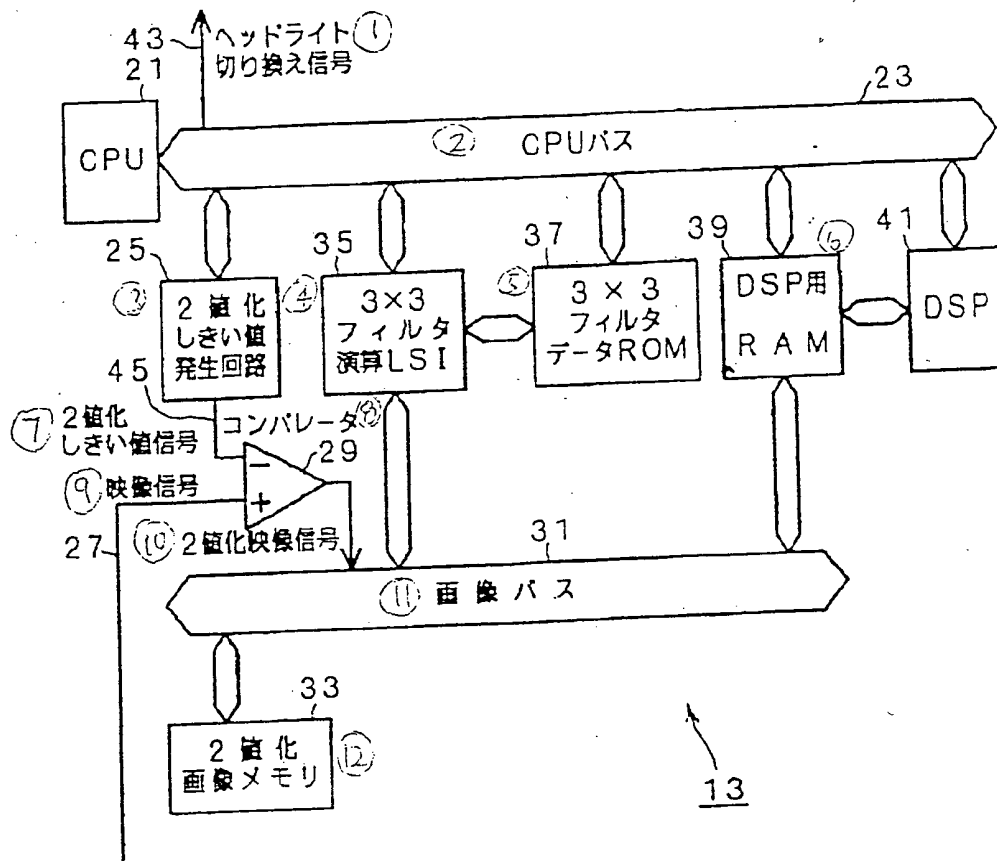 43
ヘッドライト ①
切り換え信号
21
23
CPU
② CPUバス
25
35
37
39
⑥
41
③
2値化
しきい値
発生回路
④
3×3
フィルタ
演算LSI
⑤
3×3
フィルタ
データROM
DSP用
RAM
DSP
45
⑦ 2値化
しきい値信号
コンパレータ ⑧
29
−
+
⑨ 映像信号
27
⑩ 2値化映像信号
31
⑪ 画像バス
33
2値化
画像メモリ
⑫
13